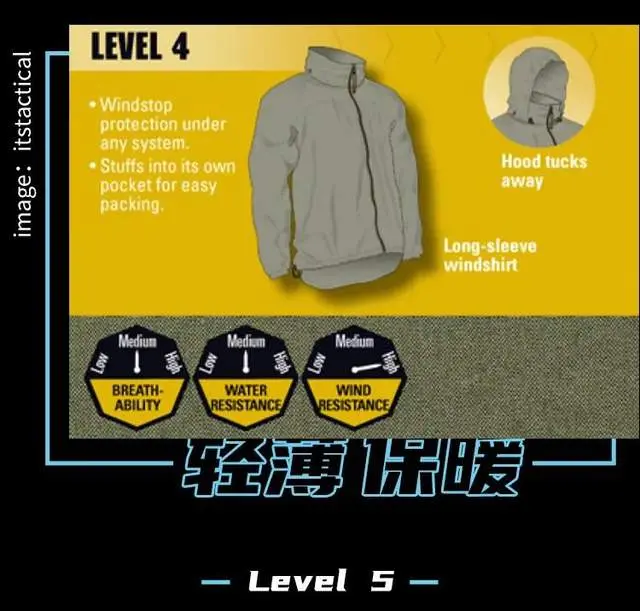 image: itstactical
LEVEL 4
• Windstop
protection under
any system.
• Stuffs into its own
pocket for easy
packing.
Hood tucks
away
Long-sleeve
windshirt
Low Medium High
BREATH-
ABILITY
Low Medium High
WATER
RESISTANCE
Low Medium High
WIND
RESISTANCE
轻薄保暖
Level 5